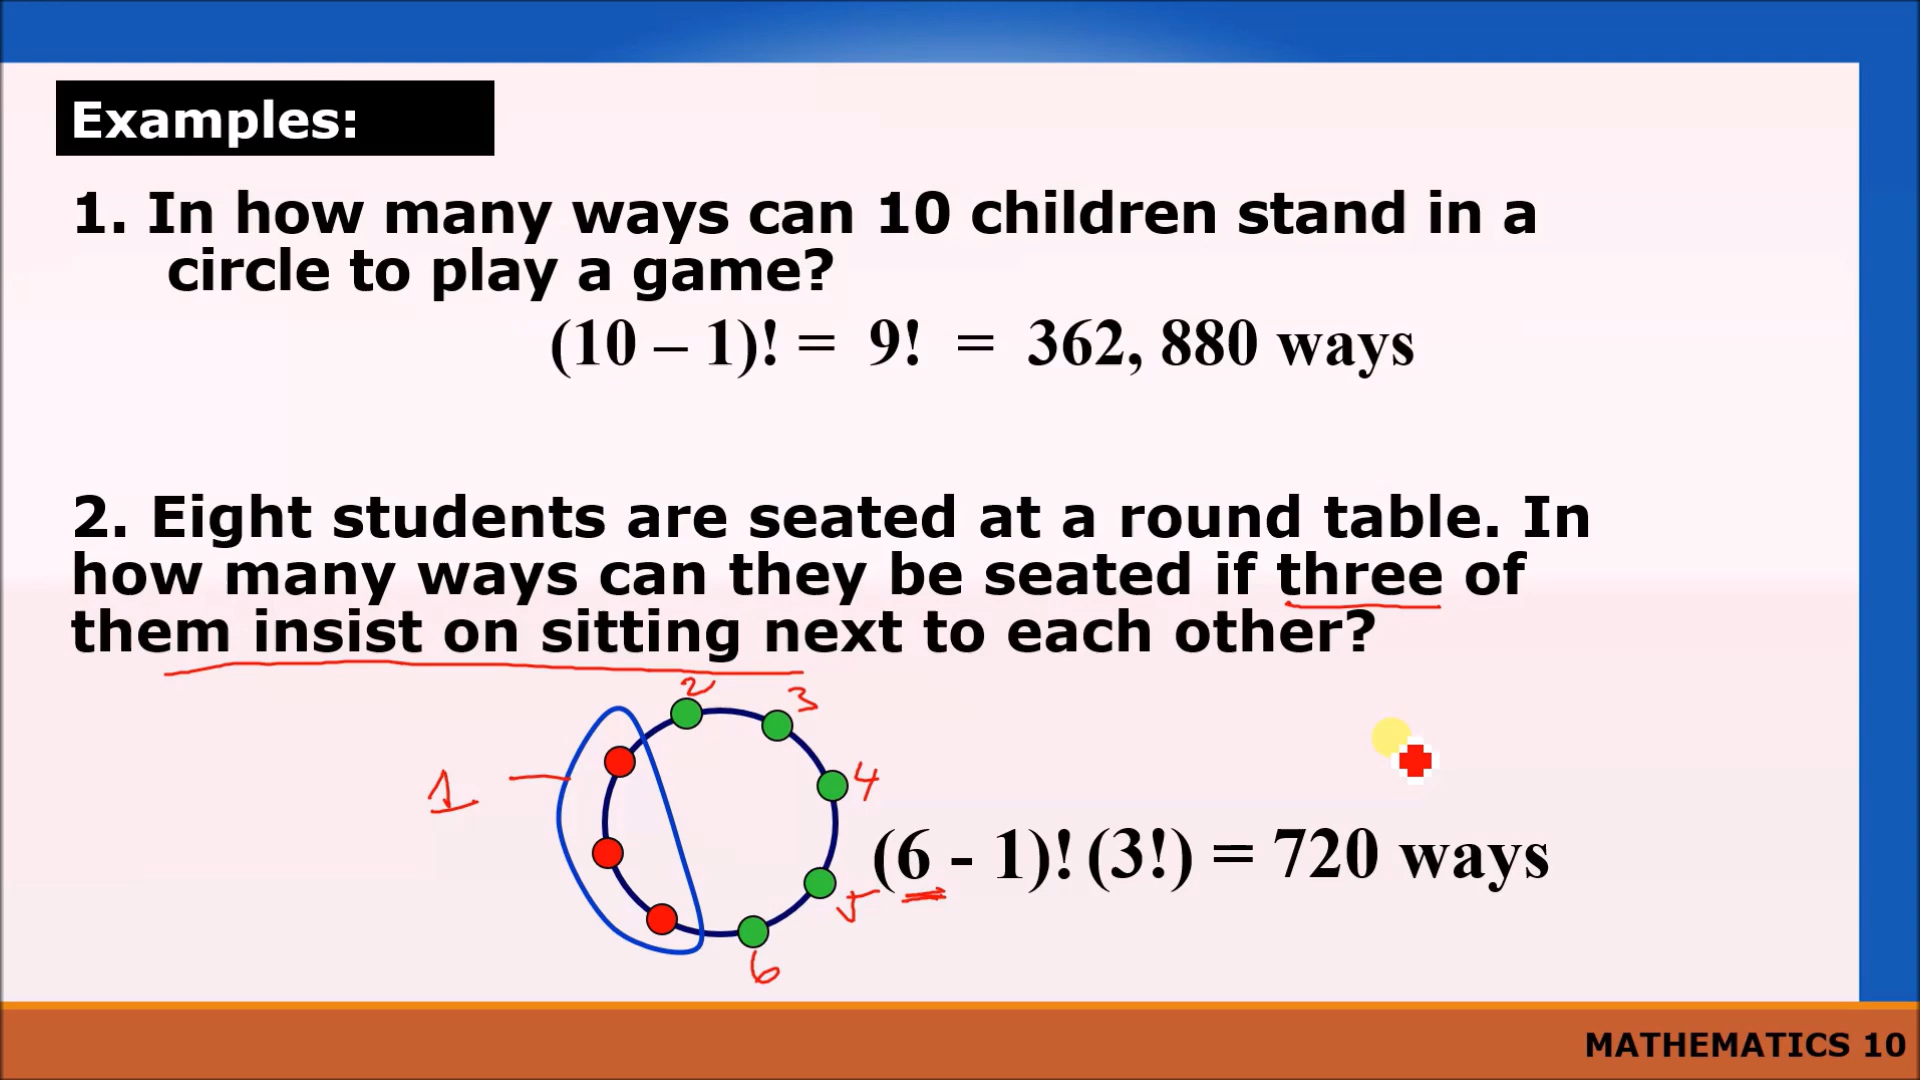 Examples:
1. In how many ways can 10 children stand in a
circle to play a game?
(10 – 1)! = 9! = 362, 880 ways
2. Eight students are seated at a round table. In
how many ways can they be seated if three of
them insist on sitting next to each other?
2
3
1
4
(6 - 1)! (3!) = 720 ways
5
6
MATHEMATICS 10